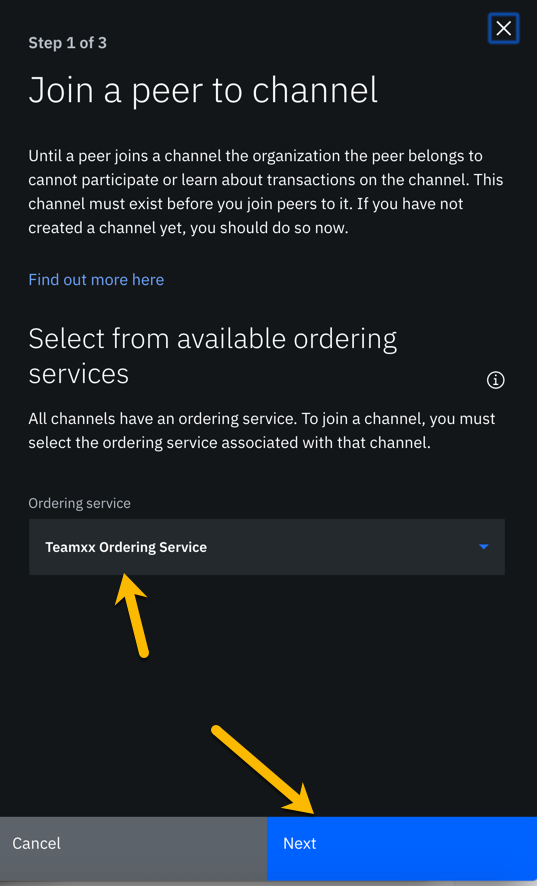 Step 1 of 3
Join a peer to channel
Until a peer joins a channel the organization the peer belongs to
cannot participate or learn about transactions on the channel. This
channel must exist before you join peers to it. If you have not
created a channel yet, you should do so now.
Find out more here
Select from available ordering
services
All channels have an ordering service. To join a channel, you must
select the ordering service associated with that channel.
Ordering service
Teamxx Ordering Service
Cancel
Next